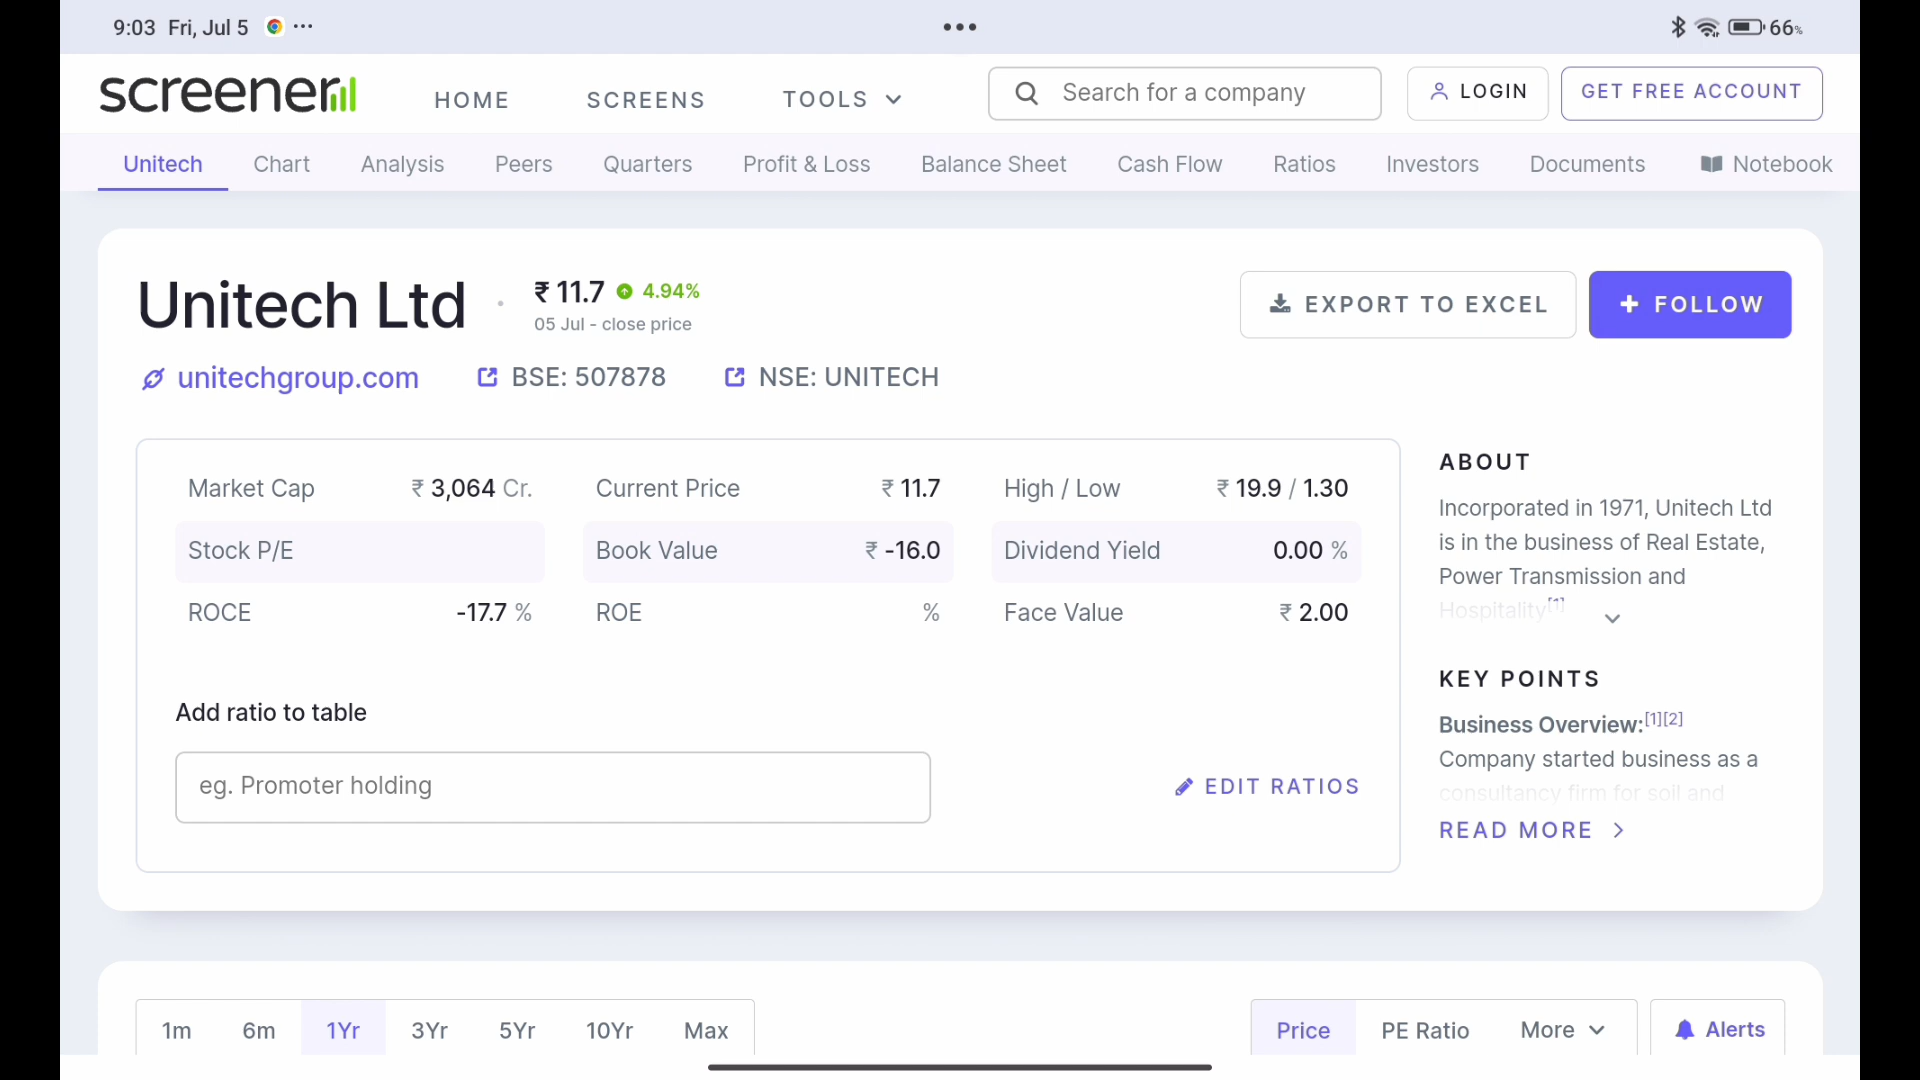 9:03 Fri, Jul 5
66%
screener
HOME
SCREENS
TOOLS
Search for a company
LOGIN
GET FREE ACCOUNT
Unitech
Chart
Analysis
Peers
Quarters
Profit & Loss
Balance Sheet
Cash Flow
Ratios
Investors
Documents
Notebook
Unitech Ltd
₹ 11.7 4.94%
05 Jul - close price
EXPORT TO EXCEL
+ FOLLOW
unitechgroup.com
BSE: 507878
NSE: UNITECH
Market Cap ₹ 3,064 Cr.
Current Price ₹ 11.7
High / Low ₹ 19.9 / 1.30
Stock P/E
Book Value ₹ -16.0
Dividend Yield 0.00 %
ROCE -17.7 %
ROE %
Face Value ₹ 2.00
Add ratio to table
eg. Promoter holding
EDIT RATIOS
ABOUT
Incorporated in 1971, Unitech Ltd
is in the business of Real Estate,
Power Transmission and
Hospitality[1]
KEY POINTS
Business Overview:[1][2]
Company started business as a
consultancy firm for soil and
READ MORE
1m
6m
1Yr
3Yr
5Yr
10Yr
Max
Price
PE Ratio
More
Alerts